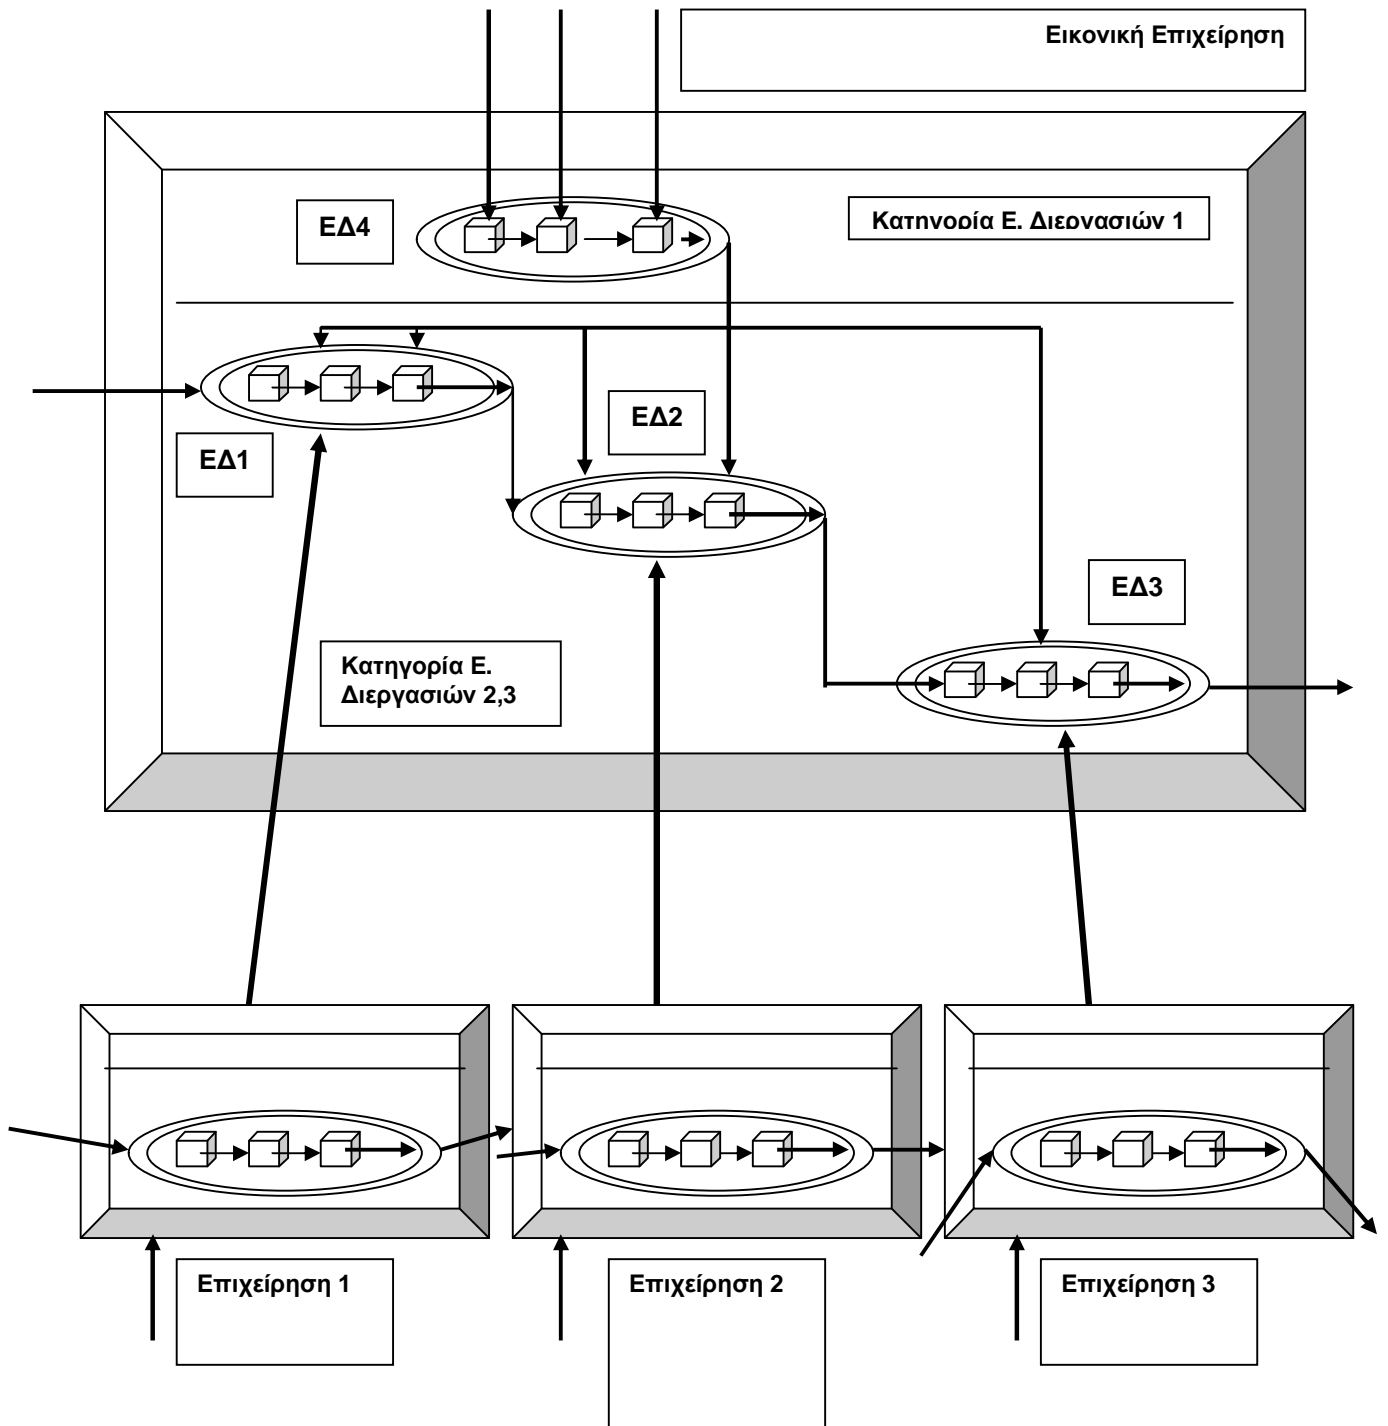 Εικονική Επιχείρηση
ΕΔ4
Κατηγορία Ε. Διεργασιών 1
ΕΔ2
ΕΔ1
ΕΔ3
Κατηγορία Ε.
Διεργασιών 2,3
Επιχείρηση 1
Επιχείρηση 2
Επιχείρηση 3